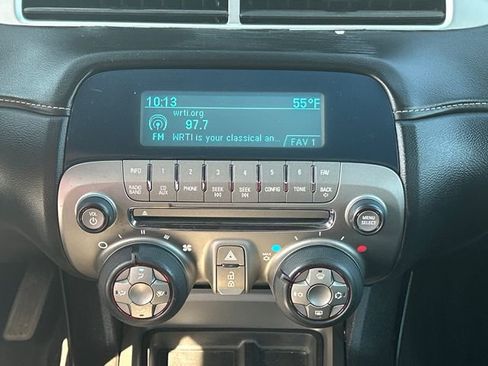 10:13 55°F
wrti.org
97.7
FM WRTI is your classical an... FAV 1
INFO 1 2 3 4 5 6 FAV
RADIO BAND CD AUX PHONE SEEK SEEK CONFIG TONE BACK
VOL
MENU SELECT